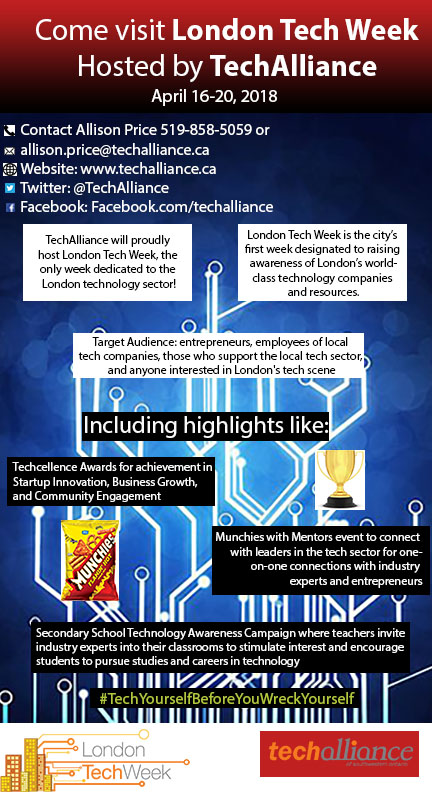 Come visit London Tech Week
Hosted by TechAlliance
April 16-20, 2018
Contact Allison Price 519-858-5059 or
allison.price@techalliance.ca
Website: www.techalliance.ca
Twitter: @TechAlliance
Facebook: Facebook.com/techalliance
TechAlliance will proudly
host London Tech Week, the
only week dedicated to the
London technology sector!
London Tech Week is the city's
first week designated to raising
awareness of London's world-
class technology companies
and resources.
Target Audience: entrepreneurs, employees of local
tech companies, those who support the local tech sector,
and anyone interested in London's tech scene
Including highlights like:
Techcellence Awards for achievement in
Startup Innovation, Business Growth,
and Community Engagement
MUNCHIES
Munchies with Mentors event to connect
with leaders in the tech sector for one-
on-one connections with industry
experts and entrepreneurs
Secondary School Technology Awareness Campaign where teachers invite
industry experts into their classrooms to stimulate interest and encourage
students to pursue studies and careers in technology
#TechYourselfBeforeYouWreckYourself
London
TechWeek
techalliance
of southwestern ontario